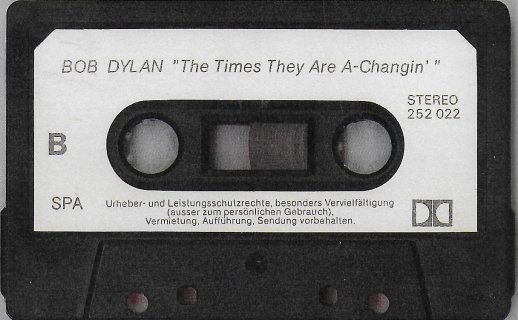 BOB DYLAN "The Times They Are A-Changin'"
STEREO
252 022
B
SPA
Urheber- und Leistungsschutzrechte, besonders Vervielfältigung
(ausser zum persönlichen Gebrauch),
Vermietung, Aufführung, Sendung vorbehalten.